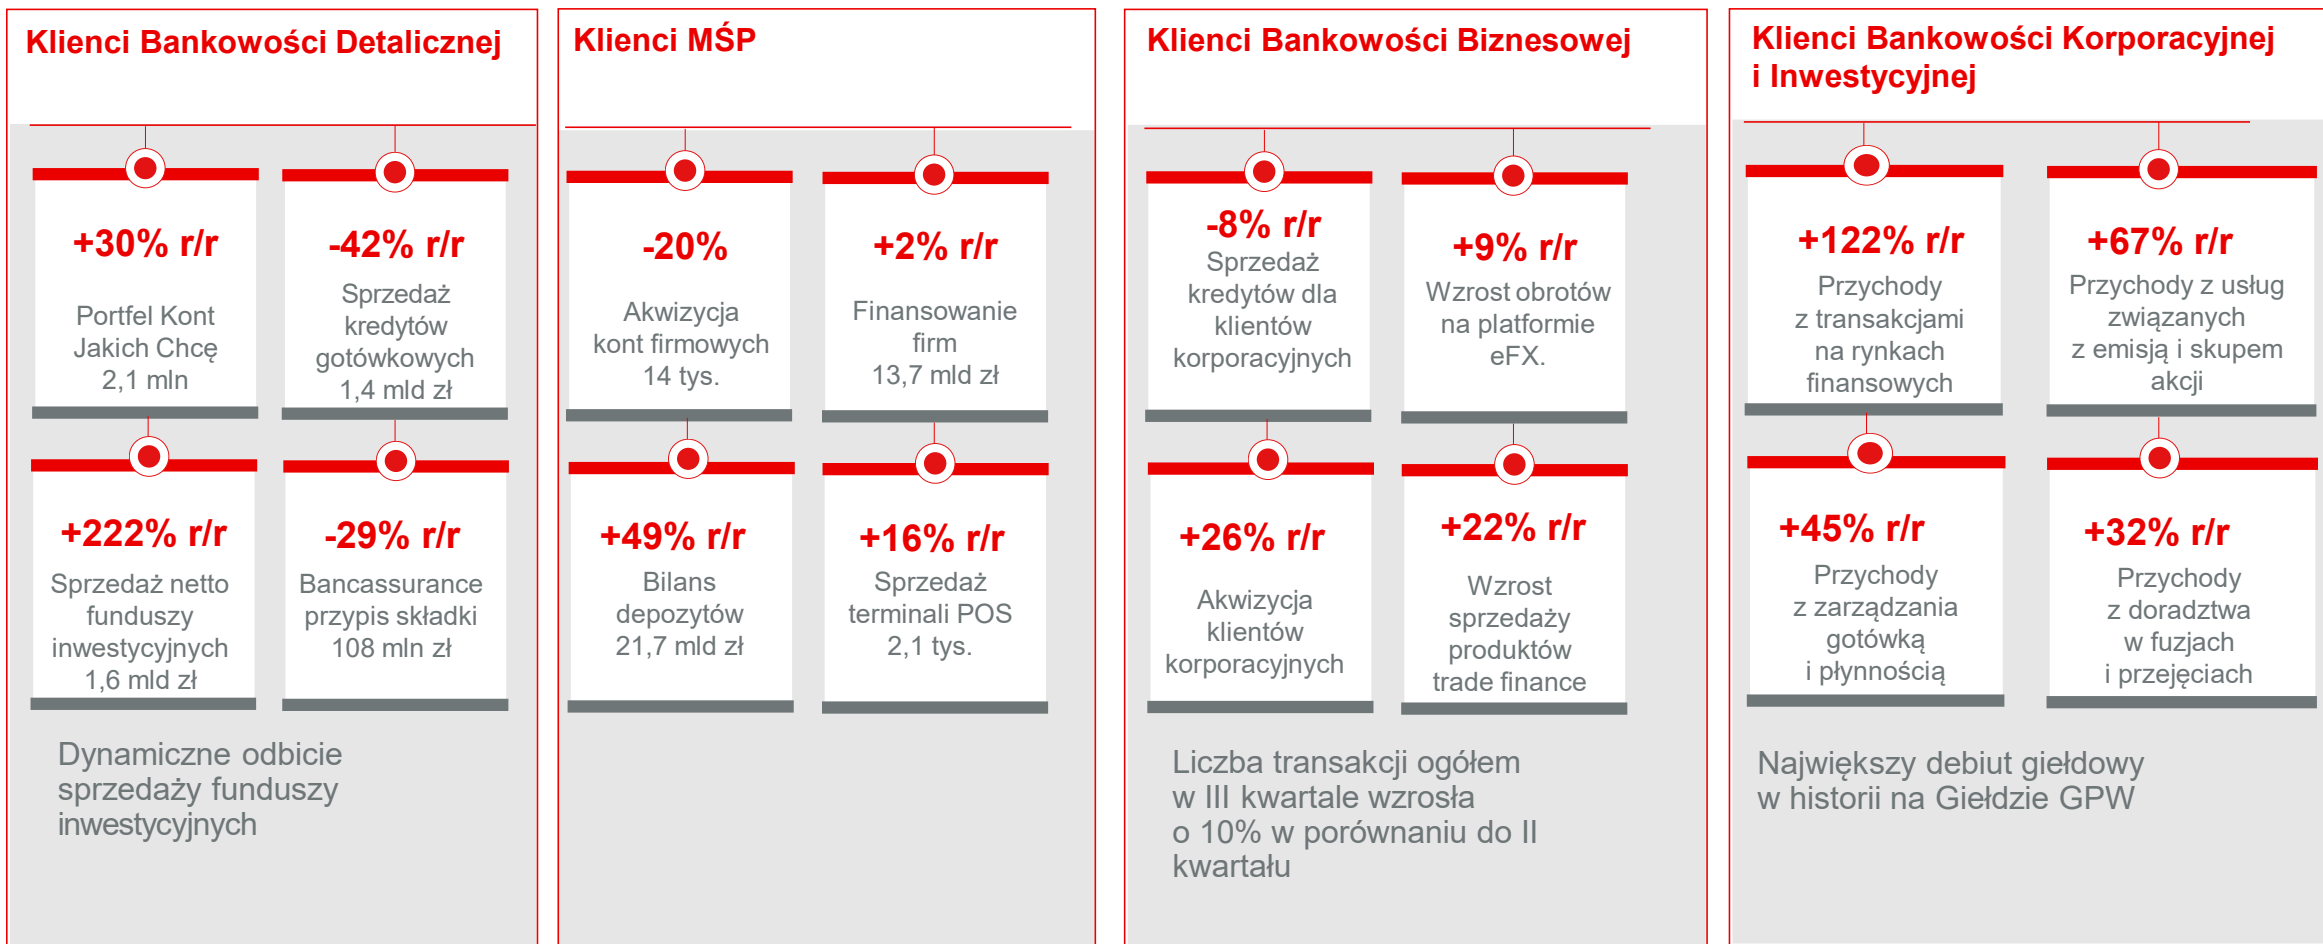 Klienci Bankowości Detalicznej
+30% r/r
Portfel Kont
Jakich Chcę
2,1 mln
-42% r/r
Sprzedaż
kredytów
gotówkowych
1,4 mld zł
+222% r/r
Sprzedaż netto
funduszy
inwestycyjnych
1,6 mld zł
-29% r/r
Bancassurance
przypis składki
108 mln zł
Dynamiczne odbicie
sprzedaży funduszy
inwestycyjnych
Klienci MŚP
-20%
Akwizycja
kont firmowych
14 tys.
+2% r/r
Finansowanie
firm
13,7 mld zł
+49% r/r
Bilans
depozytów
21,7 mld zł
+16% r/r
Sprzedaż
terminali POS
2,1 tys.
Klienci Bankowości Biznesowej
-8% r/r
Sprzedaż
kredytów dla
klientów
korporacyjnych
+9% r/r
Wzrost obrotów
na platformie
eFX.
+26% r/r
Akwizycja
klientów
korporacyjnych
+22% r/r
Wzrost
sprzedaży
produktów
trade finance
Liczba transakcji ogółem
w III kwartale wzrosła
o 10% w porównaniu do II
kwartału
Klienci Bankowości Korporacyjnej
i Inwestycyjnej
+122% r/r
Przychody
z transakcjami
na rynkach
finansowych
+67% r/r
Przychody z usług
związanych
z emisją i skupem
akcji
+45% r/r
Przychody
z zarządzania
gotówką
i płynnością
+32% r/r
Przychody
z doradztwa
w fuzjach
i przejęciach
Największy debiut giełdowy
w historii na Giełdzie GPW